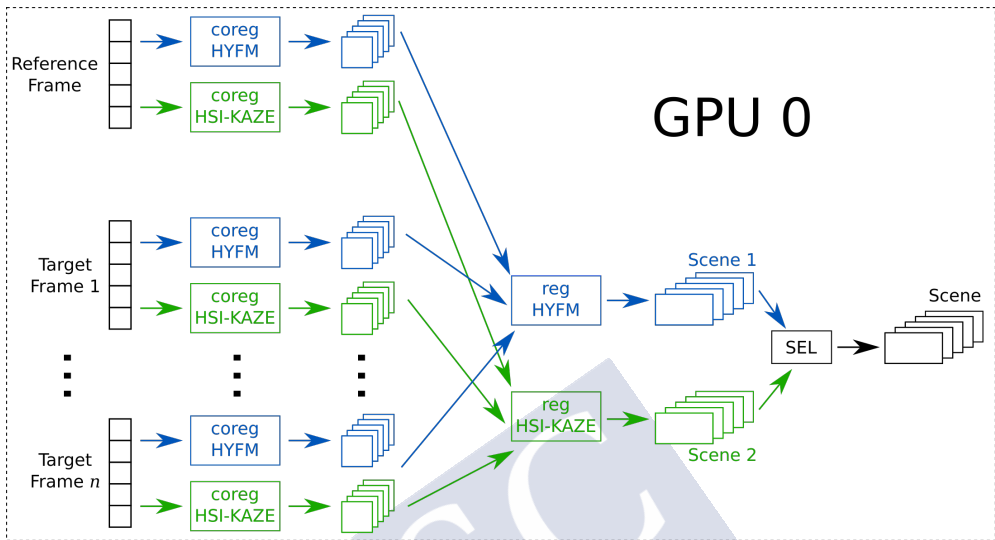 GPU 0
Reference
Frame
coreg
HYFM
coreg
HSI-KAZE
Target
Frame 1
coreg
HYFM
coreg
HSI-KAZE
Target
Frame n
coreg
HYFM
coreg
HSI-KAZE
reg
HYFM
reg
HSI-KAZE
Scene 1
Scene 2
SEL
Scene